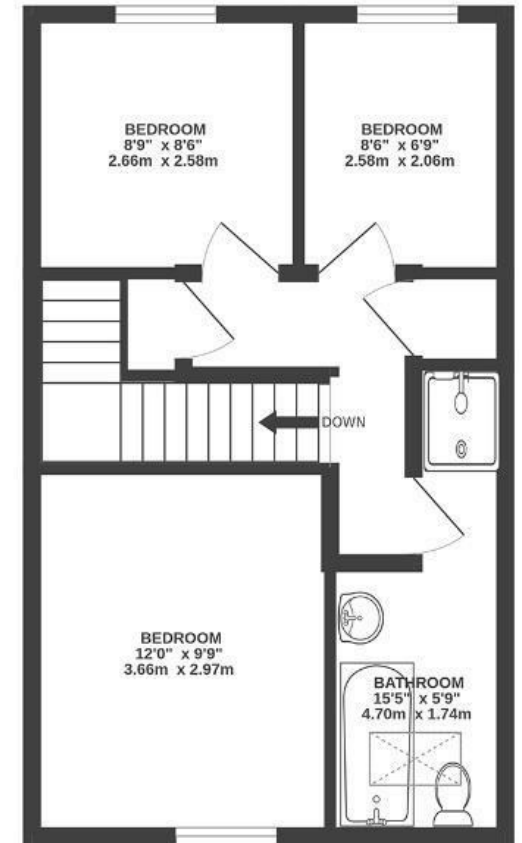 BEDROOM
8'9" x 8'6"
2.66m x 2.58m
BEDROOM
8'6" x 6'9"
2.58m x 2.06m
DOWN
BEDROOM
12'0" x 9'9"
3.66m x 2.97m
BATHROOM
15'5" x 5'9"
4.70m x 1.74m